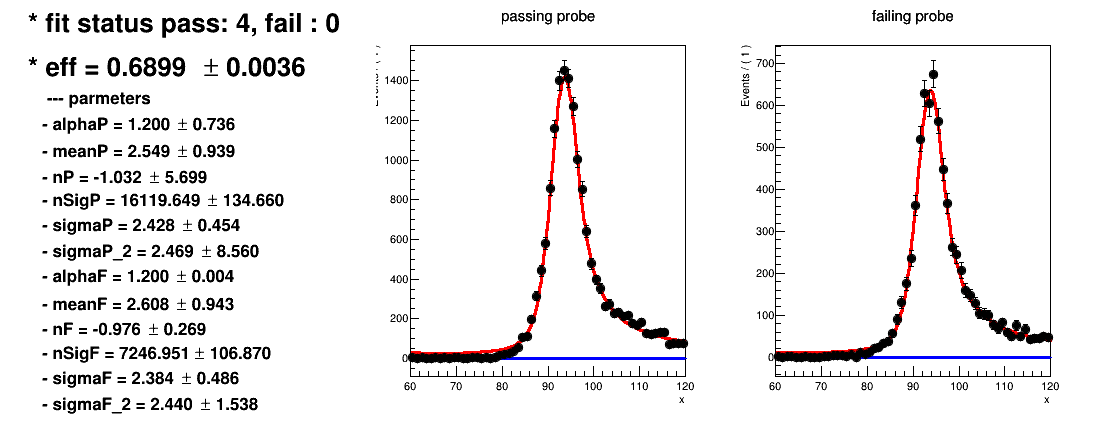 * fit status pass: 4, fail : 0
* eff = 0.6899 ± 0.0036
--- parmeters
- alphaP = 1.200 ± 0.736
- meanP = 2.549 ± 0.939
- nP = -1.032 ± 5.699
- nSigP = 16119.649 ± 134.660
- sigmaP = 2.428 ± 0.454
- sigmaP_2 = 2.469 ± 8.560
- alphaF = 1.200 ± 0.004
- meanF = 2.608 ± 0.943
- nF = -0.976 ± 0.269
- nSigF = 7246.951 ± 106.870
- sigmaF = 2.384 ± 0.486
- sigmaF_2 = 2.440 ± 1.538
passing probe
1400
1200
1000
800
600
400
200
0
60 70 80 90 100 110 120
x
failing probe
Events / ( 1 )
700
600
500
400
300
200
100
0
60 70 80 90 100 110 120
x